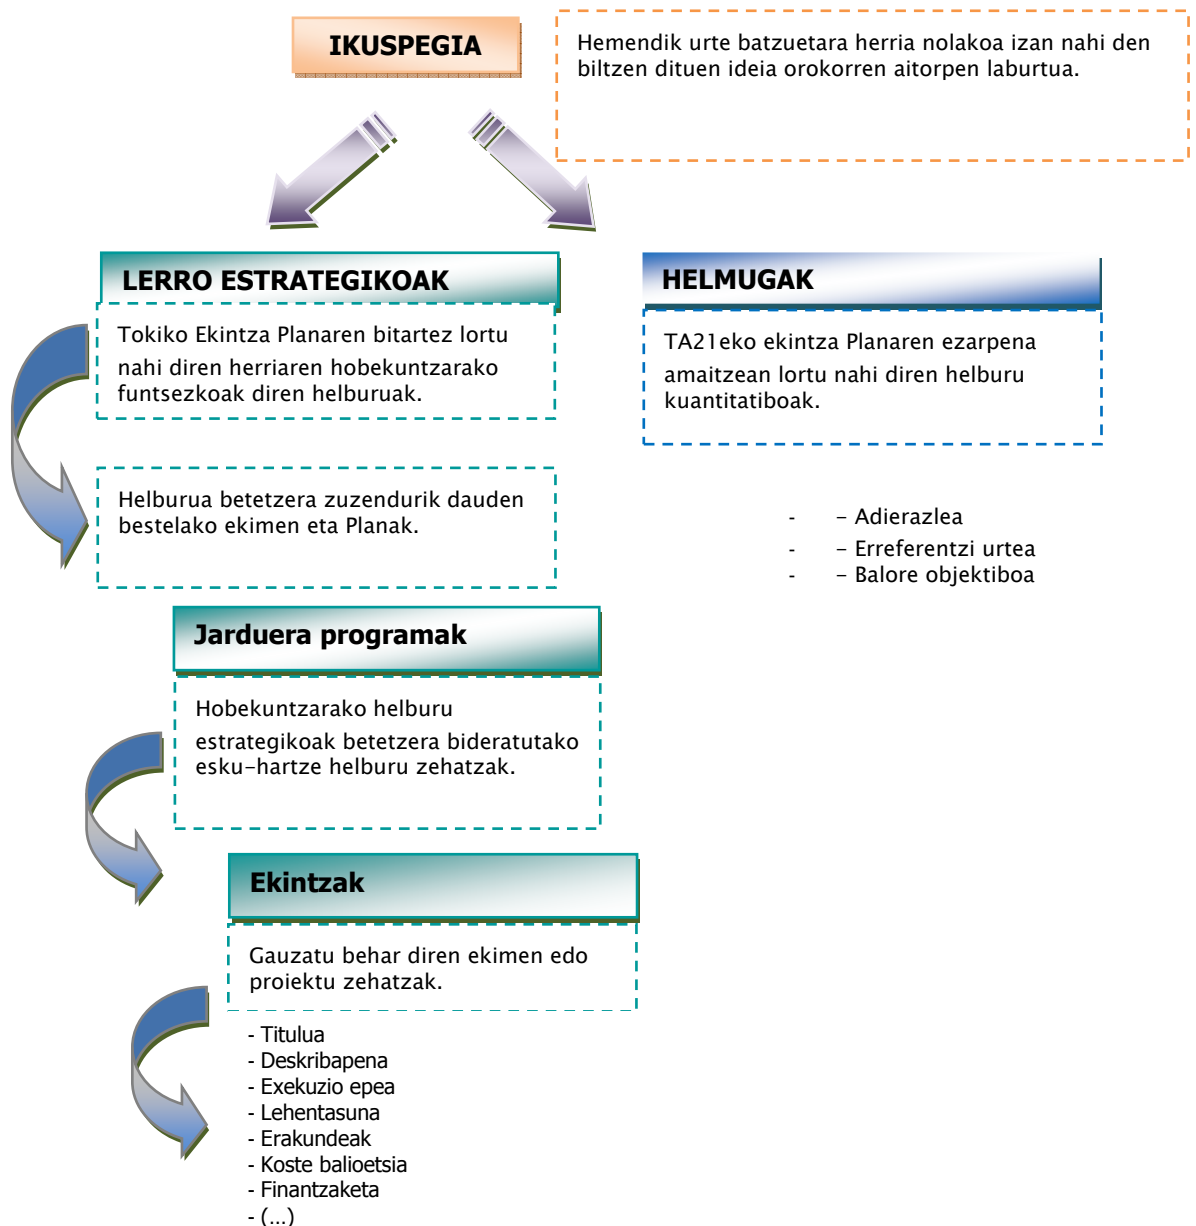 IKUSPEGIA
Hemendik urte batzuetara herria nolakoa izan nahi den
biltzen dituen ideia orokorren aitorpen laburtua.
LERRO ESTRATEGIKOAK
Tokiko Ekintza Planaren bitartez lortu
nahi diren herriaren hobekuntzarako
funtsezkoak diren helburuak.
Helburua betetzera zuzendurik dauden
bestelako ekimen eta Planak.
HELMUGAK
TA21eko ekintza Planaren ezarpena
amaitzean lortu nahi diren helburu
kuantitatiboak.
- – Adierazlea
- – Erreferentzi urtea
- – Balore objektiboa
Jarduera programak
Hobekuntzarako helburu
estrategikoak betetzera bideratutako
esku-hartze helburu zehatzak.
Ekintzak
Gauzatu behar diren ekimen edo
proiektu zehatzak.
- Titulua
- Deskribapena
- Exekuzio epea
- Lehentasuna
- Erakundeak
- Koste balioetsia
- Finantzaketa
- (...)